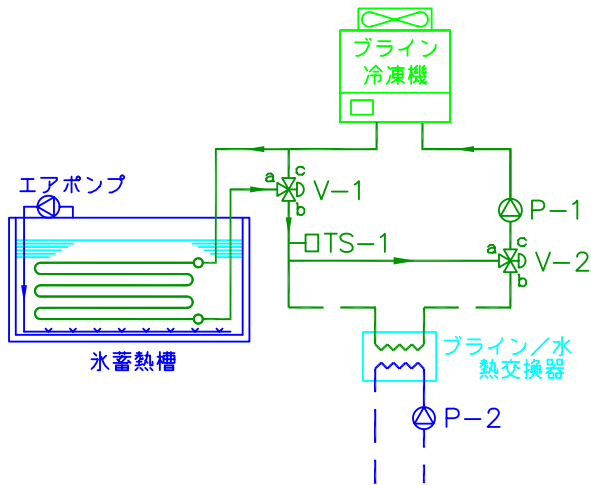 ブライン
冷凍機
エアポンプ
a
c
V-1
b
P-1
TS-1
a
c
V-2
b
氷蓄熱槽
ブライン／水
熱交換器
P-2